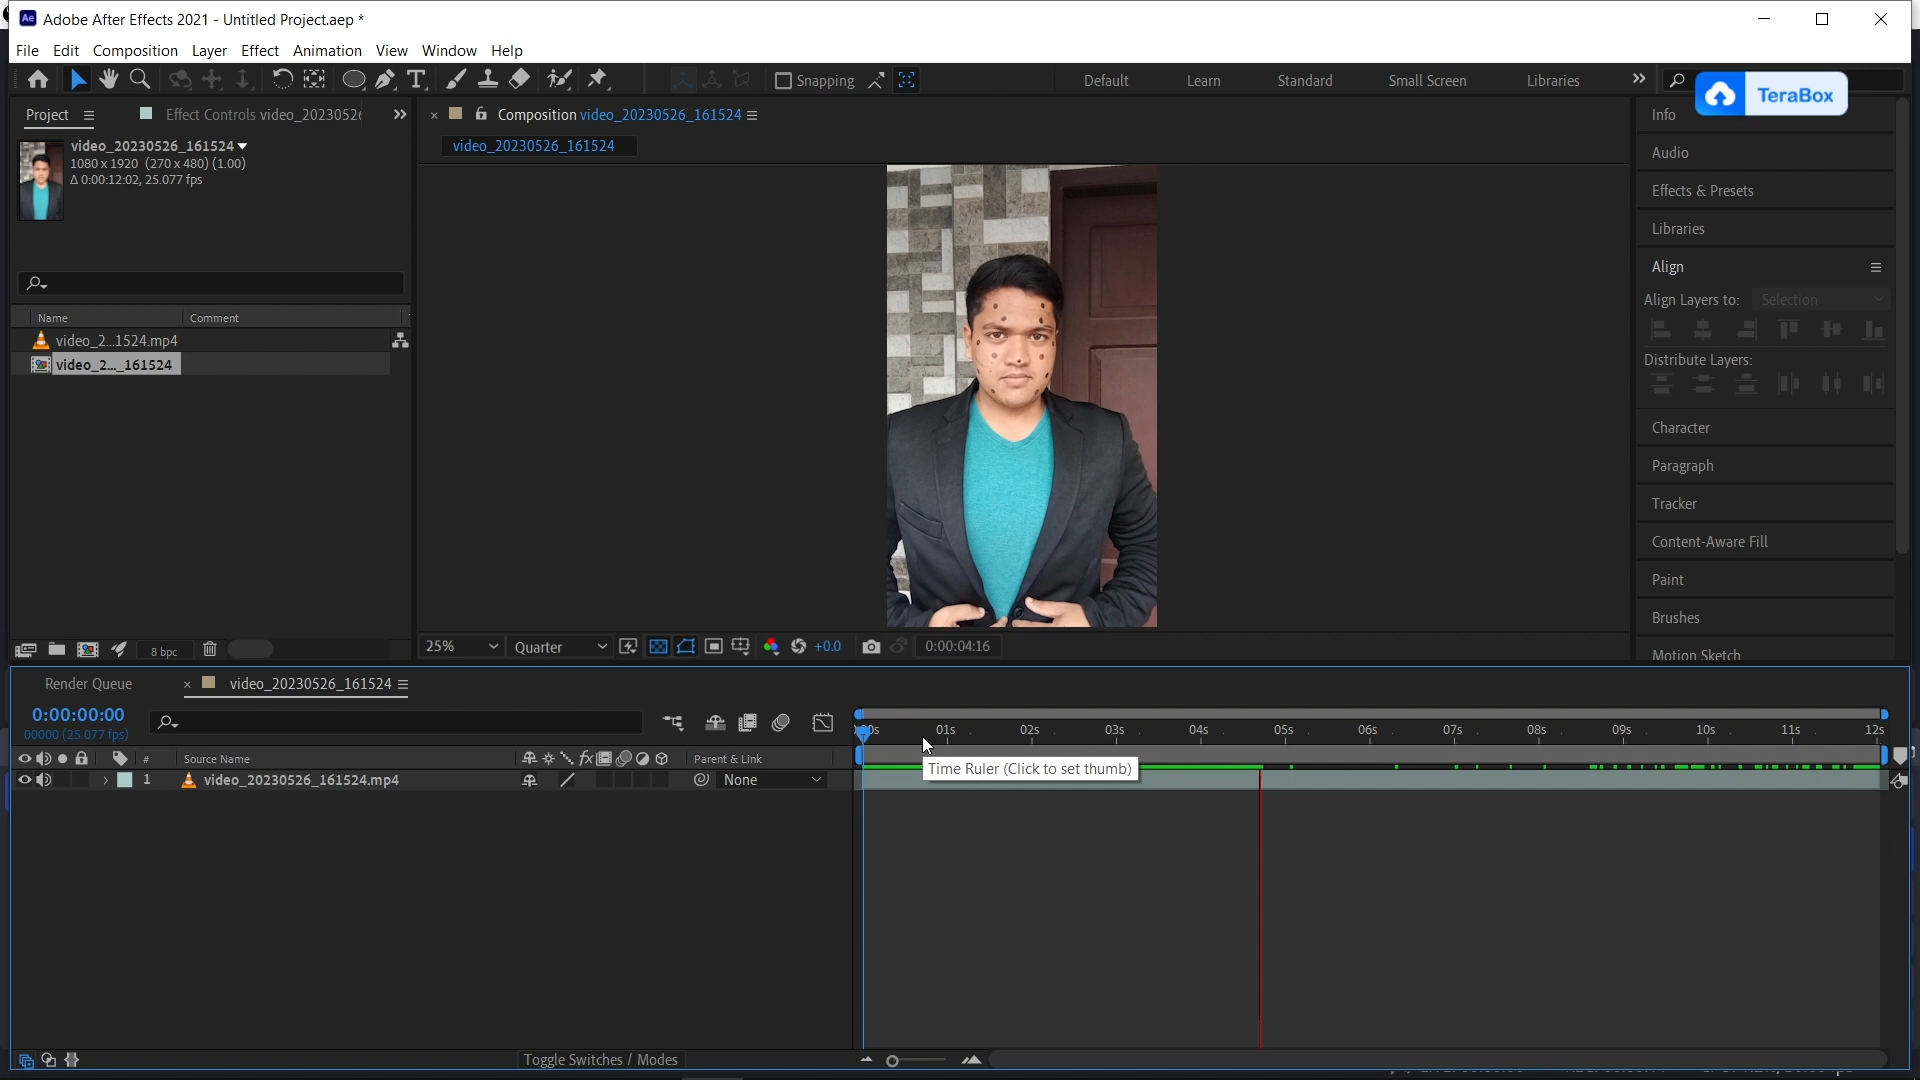 Adobe After Effects 2021 - Untitled Project.aep *
File Edit Composition Layer Effect Animation View Window Help
Snapping Default Learn Standard Small Screen Libraries
TeraBox
Project Effect Controls video_20230526
Composition video_20230526_161524
video_20230526_161524
video_20230526_161524
1080 x 1920 (270 x 480) (1.00)
Δ 0:00:12:02, 25.077 fps
Name Comment
video_2...1524.mp4
video_2..._161524
8 bpc
25% Quarter +0.0 0:00:04:16
Info
Audio
Effects & Presets
Libraries
Align
Align Layers to: Selection
Distribute Layers:
Character
Paragraph
Tracker
Content-Aware Fill
Paint
Brushes
Motion Sketch
Render Queue video_20230526_161524
0:00:00:00
00000 (25.077 fps)
01s 02s 03s 04s 05s 06s 07s 08s 09s 10s 11s 12s
# Source Name Parent & Link
Time Ruler (Click to set thumb)
1 video_20230526_161524.mp4 None
Toggle Switches / Modes